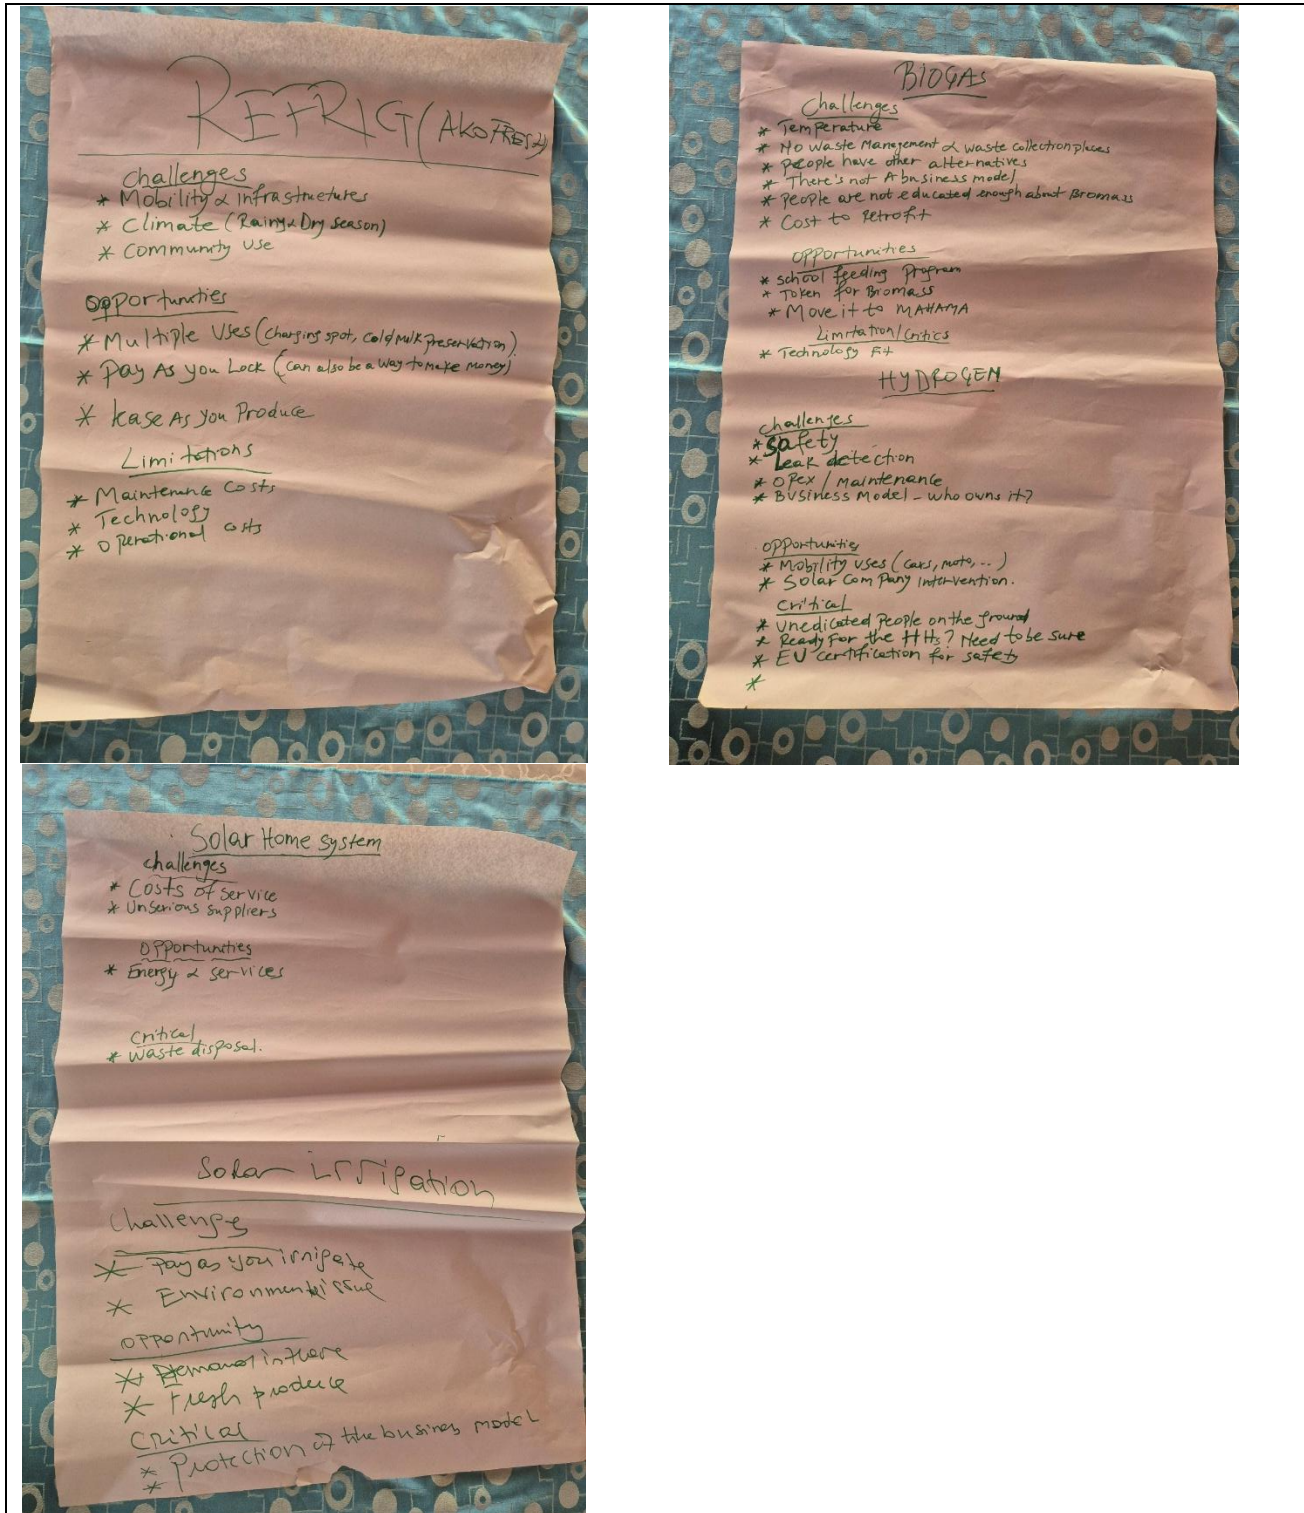 REFRIG (AKOFRESH)
challenges
* Mobility & infrastructures
* Climate (Rainy & Dry season)
* Community use
Opportunities
* Multiple Uses (charging spot, cold milk preservation)
* Pay As you Lock (can also be a way to make money)
* lease As you Produce
Limitations
* Maintenance costs
* Technology
* Operational costs
BIOGAS
challenges
* Temperature
* No waste Management & waste collection places
* People have other alternatives
* There's not A business model
* People are not educated enough about Biomass
* Cost to Retrofit
opportunities
* school feeding Program
* Token for Biomass
* Move it to MAHAMA
Limitation/critics
* Technology Fit
HYDROGEN
challenges
* Safety
* Leak detection
* Opex / maintenance
* Business Model - who owns it?
opportunities
* Mobility uses (cars, moto, ..)
* Solar Company intervention.
critical
* Unedicated People on the ground
* Ready For the HHs? Need to be sure
* EU certification for safety
*
Solar Home system
challenges
* Costs of service
* Unserious suppliers
opportunities
* Energy & services
critical
* Waste disposal.
Solar irrigation
Challenge
* Pay as you irrigate
* Environmental issue
opportunity
* Demand is there
* Fresh produce
Critical
* Protection of the business model
*